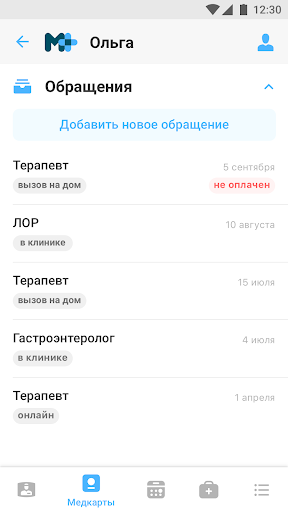 12:30
Ольга
Обращения
Добавить новое обращение
Терапевт 5 сентября
вызов на дом не оплачен
ЛОР 10 августа
в клинике
Терапевт 15 июля
вызов на дом
Гастроэнтеролог 4 июля
в клинике
Терапевт 1 апреля
онлайн
Медкарты